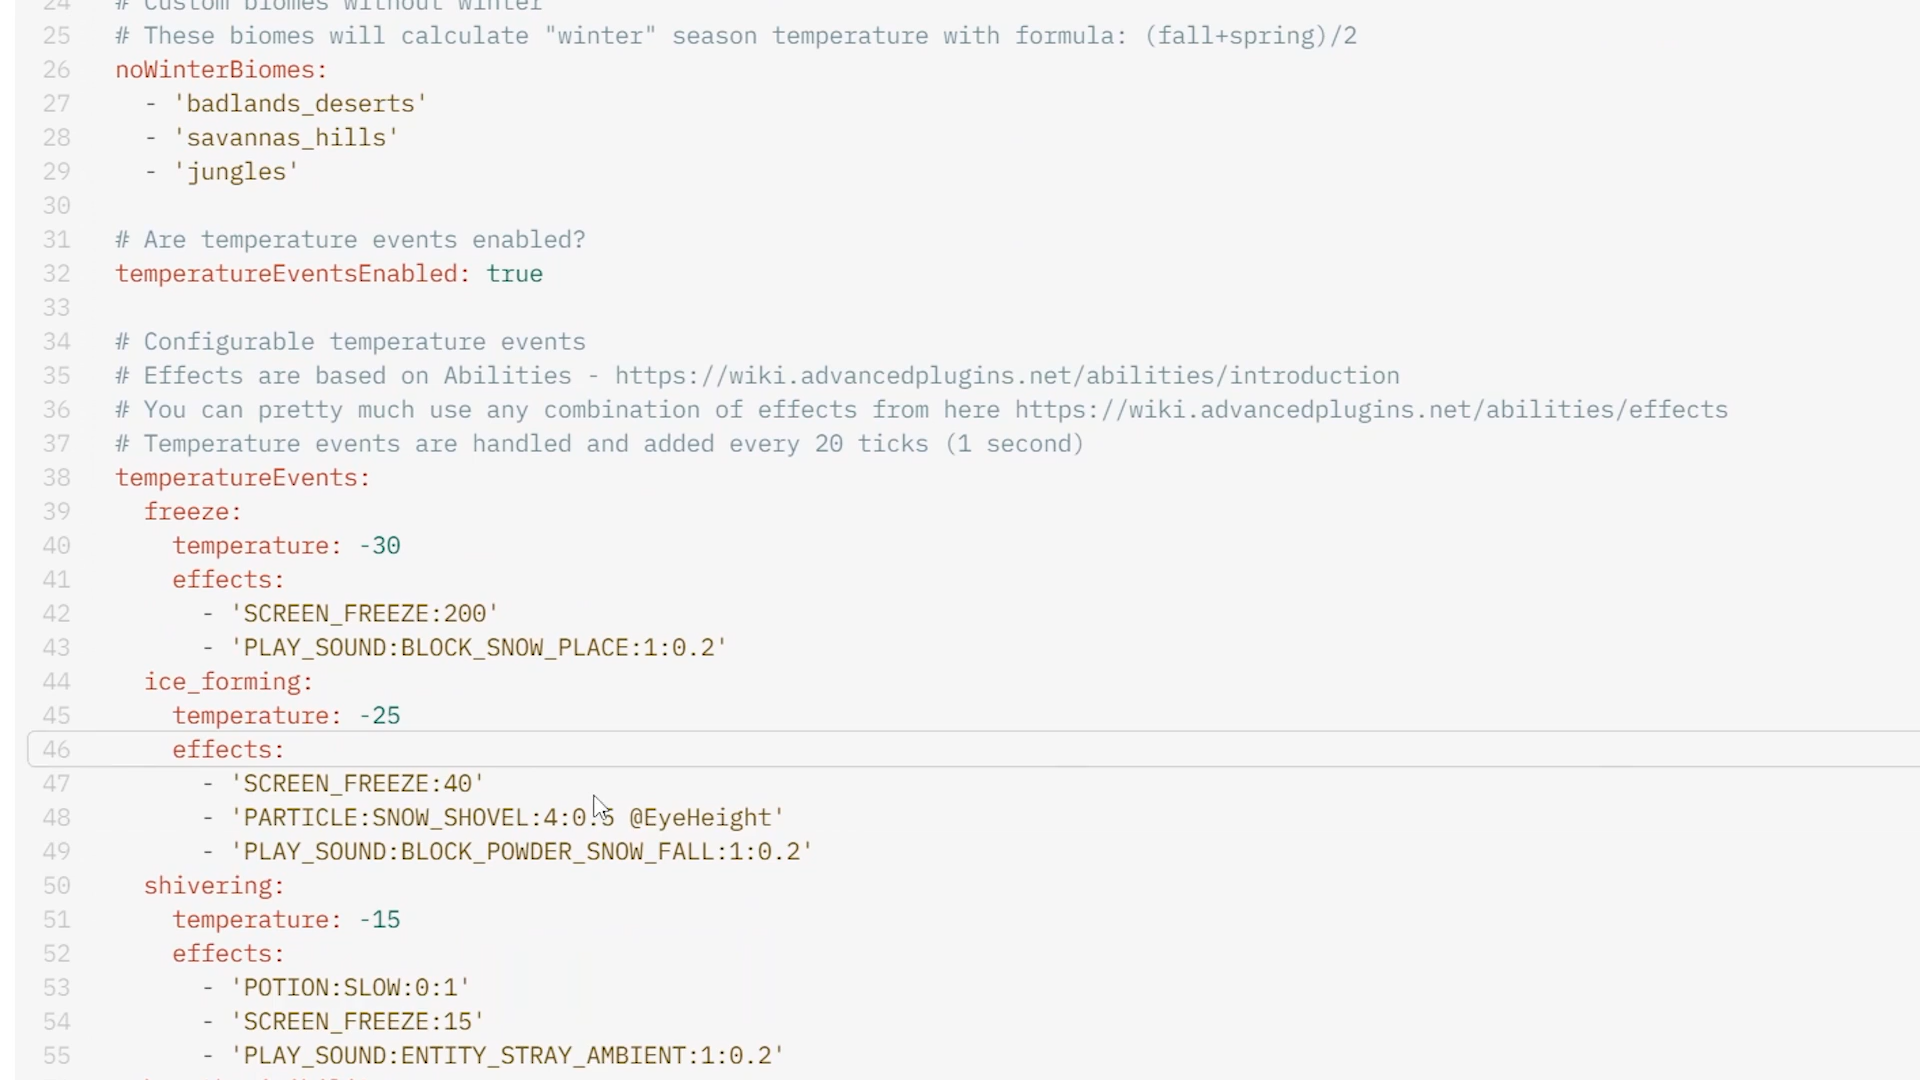 24 # Custom biomes without winter
25 # These biomes will calculate "winter" season temperature with formula: (fall+spring)/2
26 noWinterBiomes:
27 - 'badlands_deserts'
28 - 'savannas_hills'
29 - 'jungles'
30
31 # Are temperature events enabled?
32 temperatureEventsEnabled: true
33
34 # Configurable temperature events
35 # Effects are based on Abilities - https://wiki.advancedplugins.net/abilities/introduction
36 # You can pretty much use any combination of effects from here https://wiki.advancedplugins.net/abilities/effects
37 # Temperature events are handled and added every 20 ticks (1 second)
38 temperatureEvents:
39 freeze:
40 temperature: -30
41 effects:
42 - 'SCREEN_FREEZE:200'
43 - 'PLAY_SOUND:BLOCK_SNOW_PLACE:1:0.2'
44 ice_forming:
45 temperature: -25
46 effects:
47 - 'SCREEN_FREEZE:40'
48 - 'PARTICLE:SNOW_SHOVEL:4:0.5 @EyeHeight'
49 - 'PLAY_SOUND:BLOCK_POWDER_SNOW_FALL:1:0.2'
50 shivering:
51 temperature: -15
52 effects:
53 - 'POTION:SLOW:0:1'
54 - 'SCREEN_FREEZE:15'
55 - 'PLAY_SOUND:ENTITY_STRAY_AMBIENT:1:0.2'